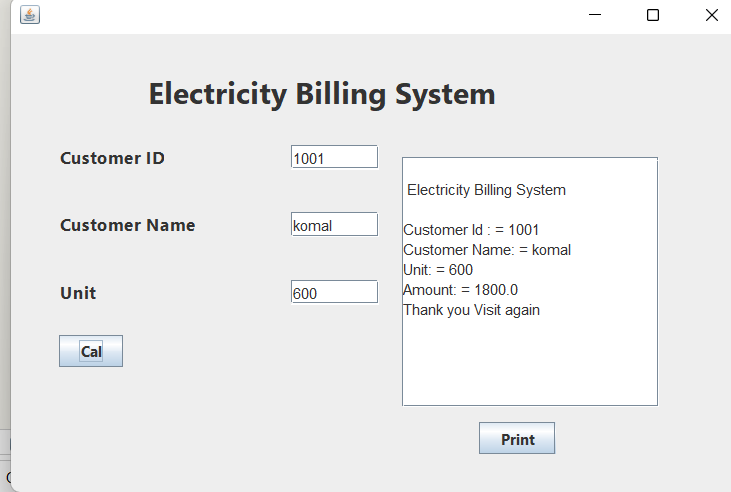 Electricity Billing System
Customer ID
1001
Customer Name
komal
Unit
600
Cal
Electricity Billing System
Customer Id : = 1001
Customer Name: = komal
Unit: = 600
Amount: = 1800.0
Thank you Visit again
Print